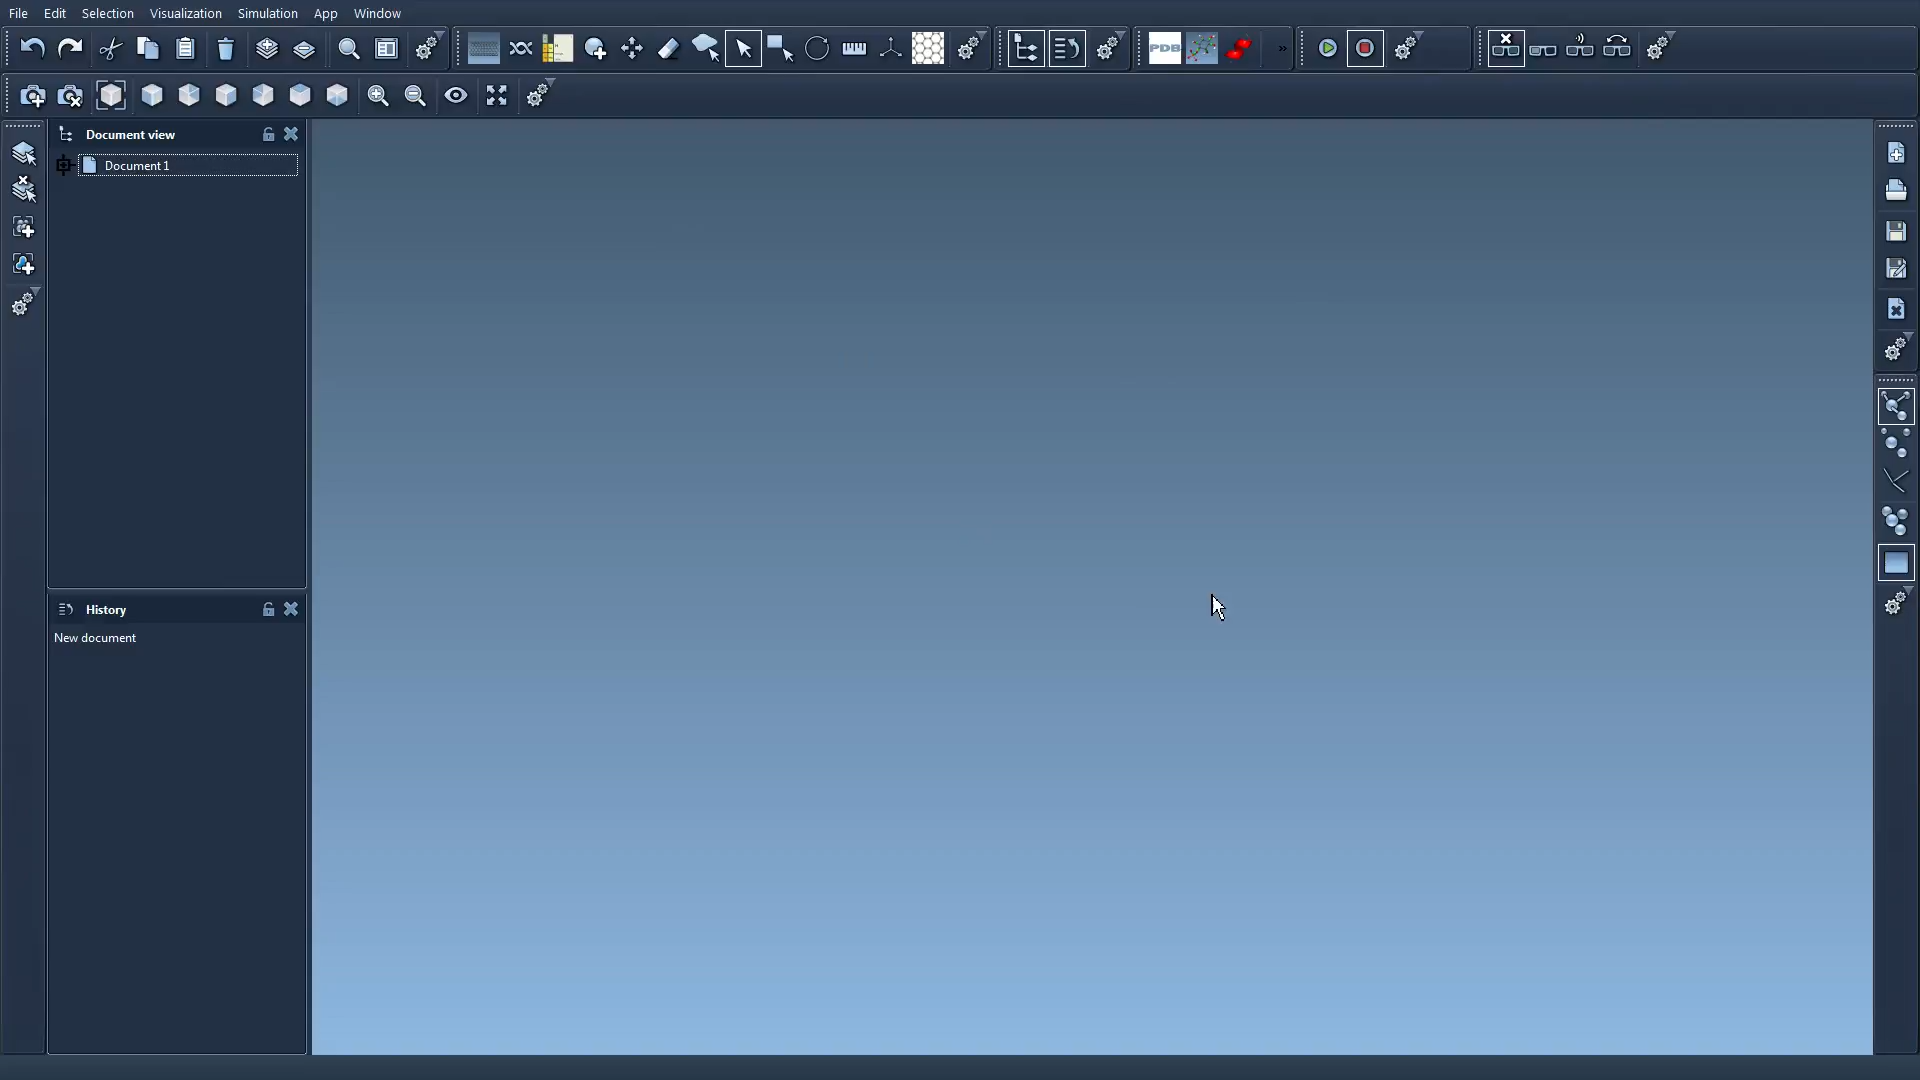 File Edit Selection Visualization Simulation App Window
PDB
Document view
Document 1
History
New document